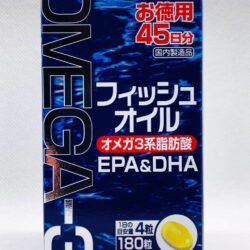 OMEGA-3
お徳用
45日分
国内製造品
フィッシュ
オイル
オメガ3系脂肪酸
EPA&DHA
1日の
目安量 4粒
180粒